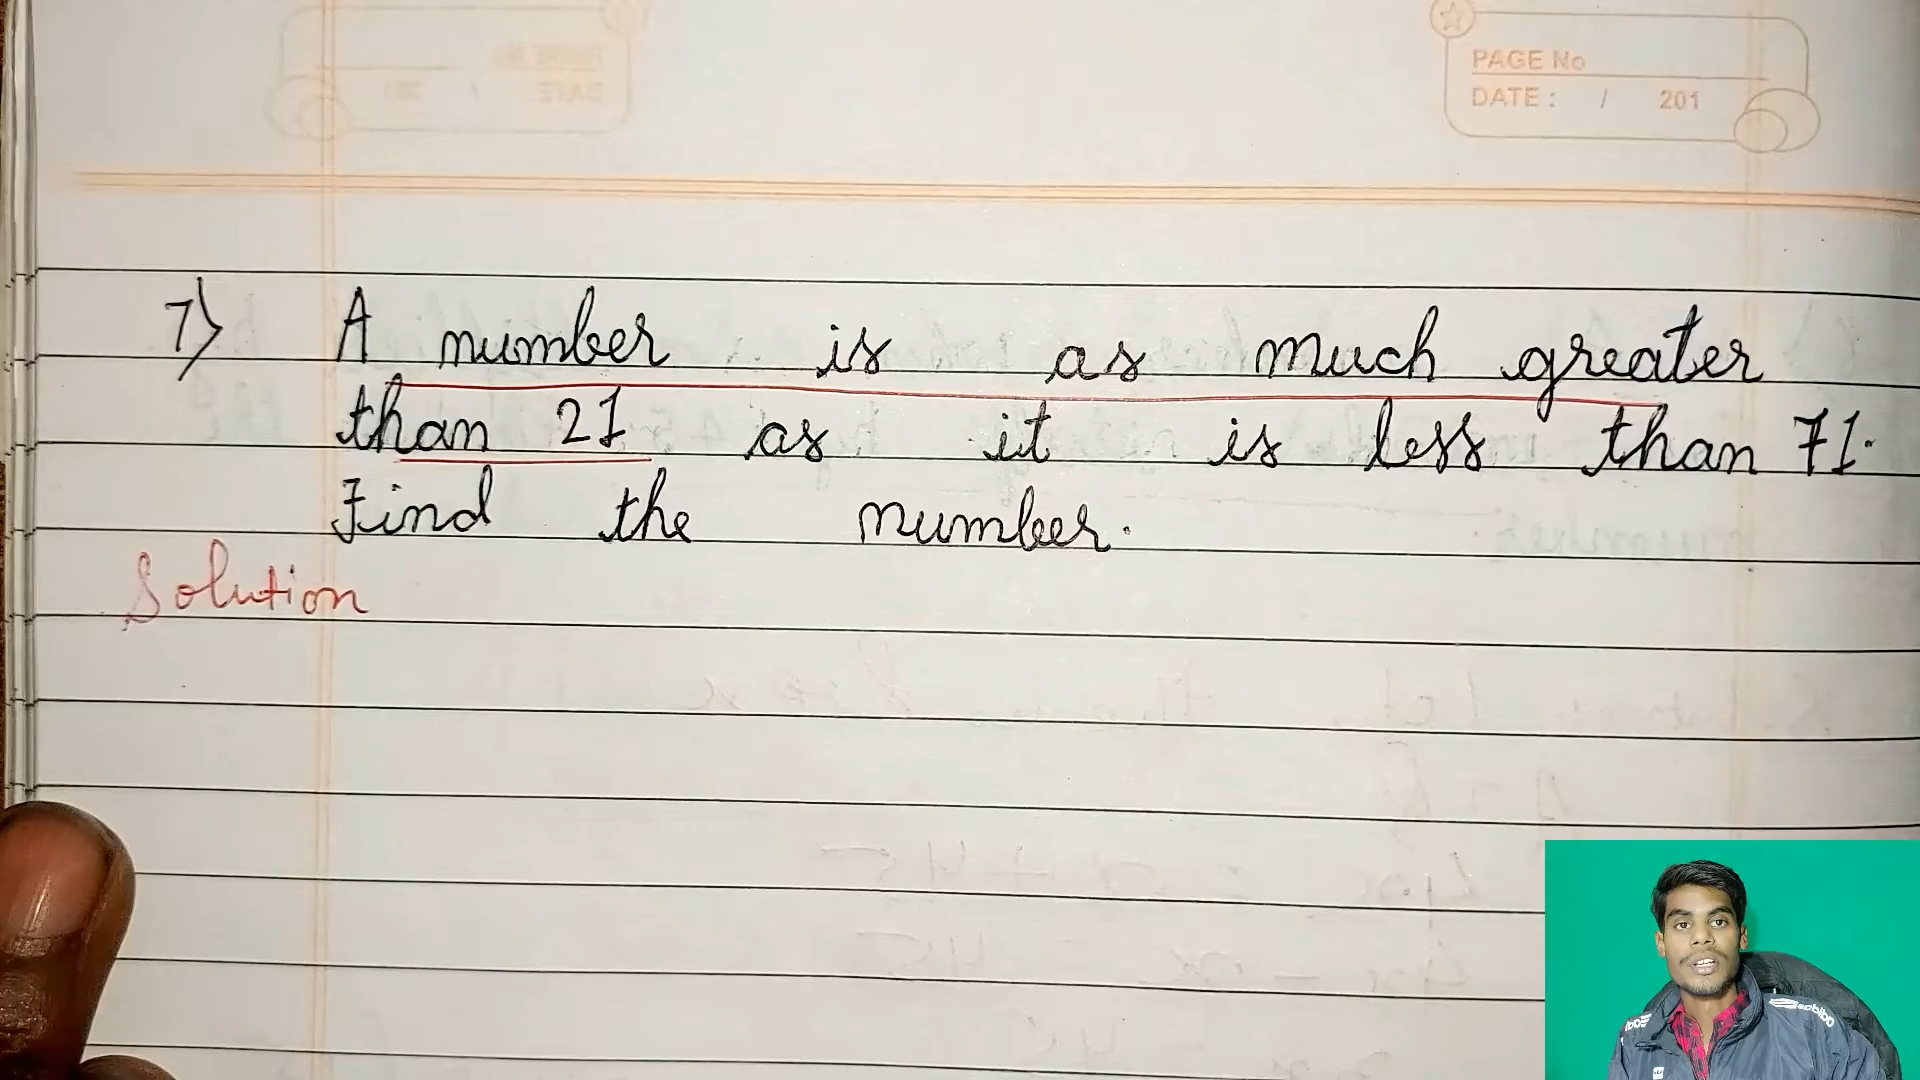 PAGE No
DATE : / 201
7) A number is as much greater
than 21 as it is less than 71.
Find the number.
Solution
adidas